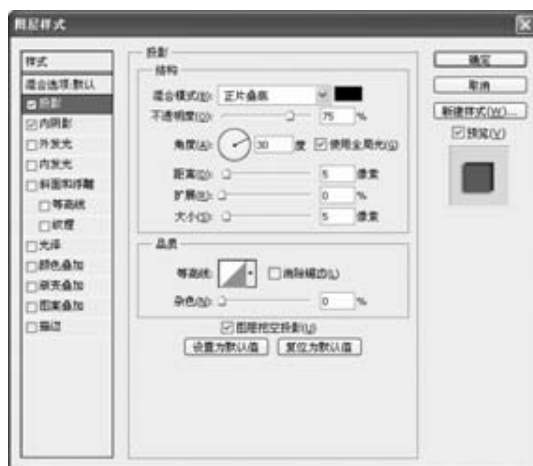 图层样式
样式
混合选项:默认
投影
内阴影
外发光
内发光
斜面和浮雕
等高线
纹理
光泽
颜色叠加
渐变叠加
图案叠加
描边
投影
结构
混合模式(B): 正片叠底
不透明度(O): 75 %
角度(A): 30 度 使用全局光(G)
距离(D): 5 像素
扩展(R): 0 %
大小(S): 5 像素
品质
等高线: 消除锯齿(L)
杂色(N): 0 %
图层挖空投影(U)
设置为默认值 复位为默认值
确定
取消
新建样式(W)...
预览(V)